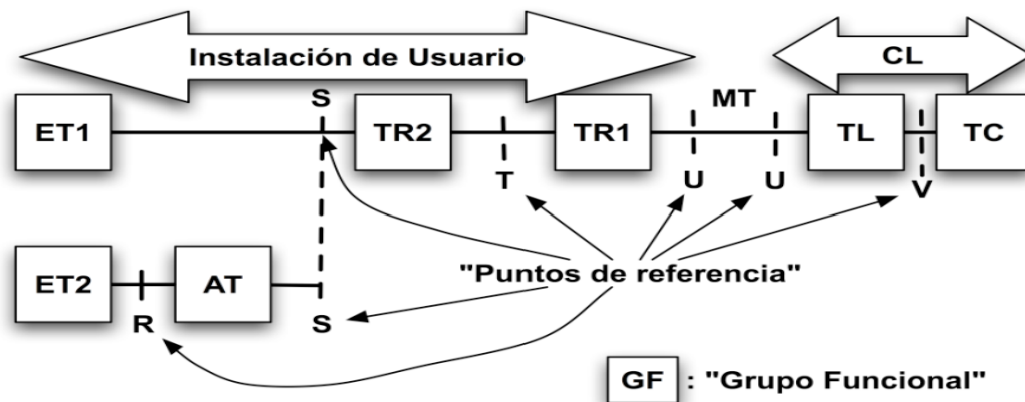 Instalación de Usuario
CL
S
MT
ET1
TR2
TR1
TL
TC
T
U
U
V
"Puntos de referencia"
ET2
AT
R
S
GF : "Grupo Funcional"